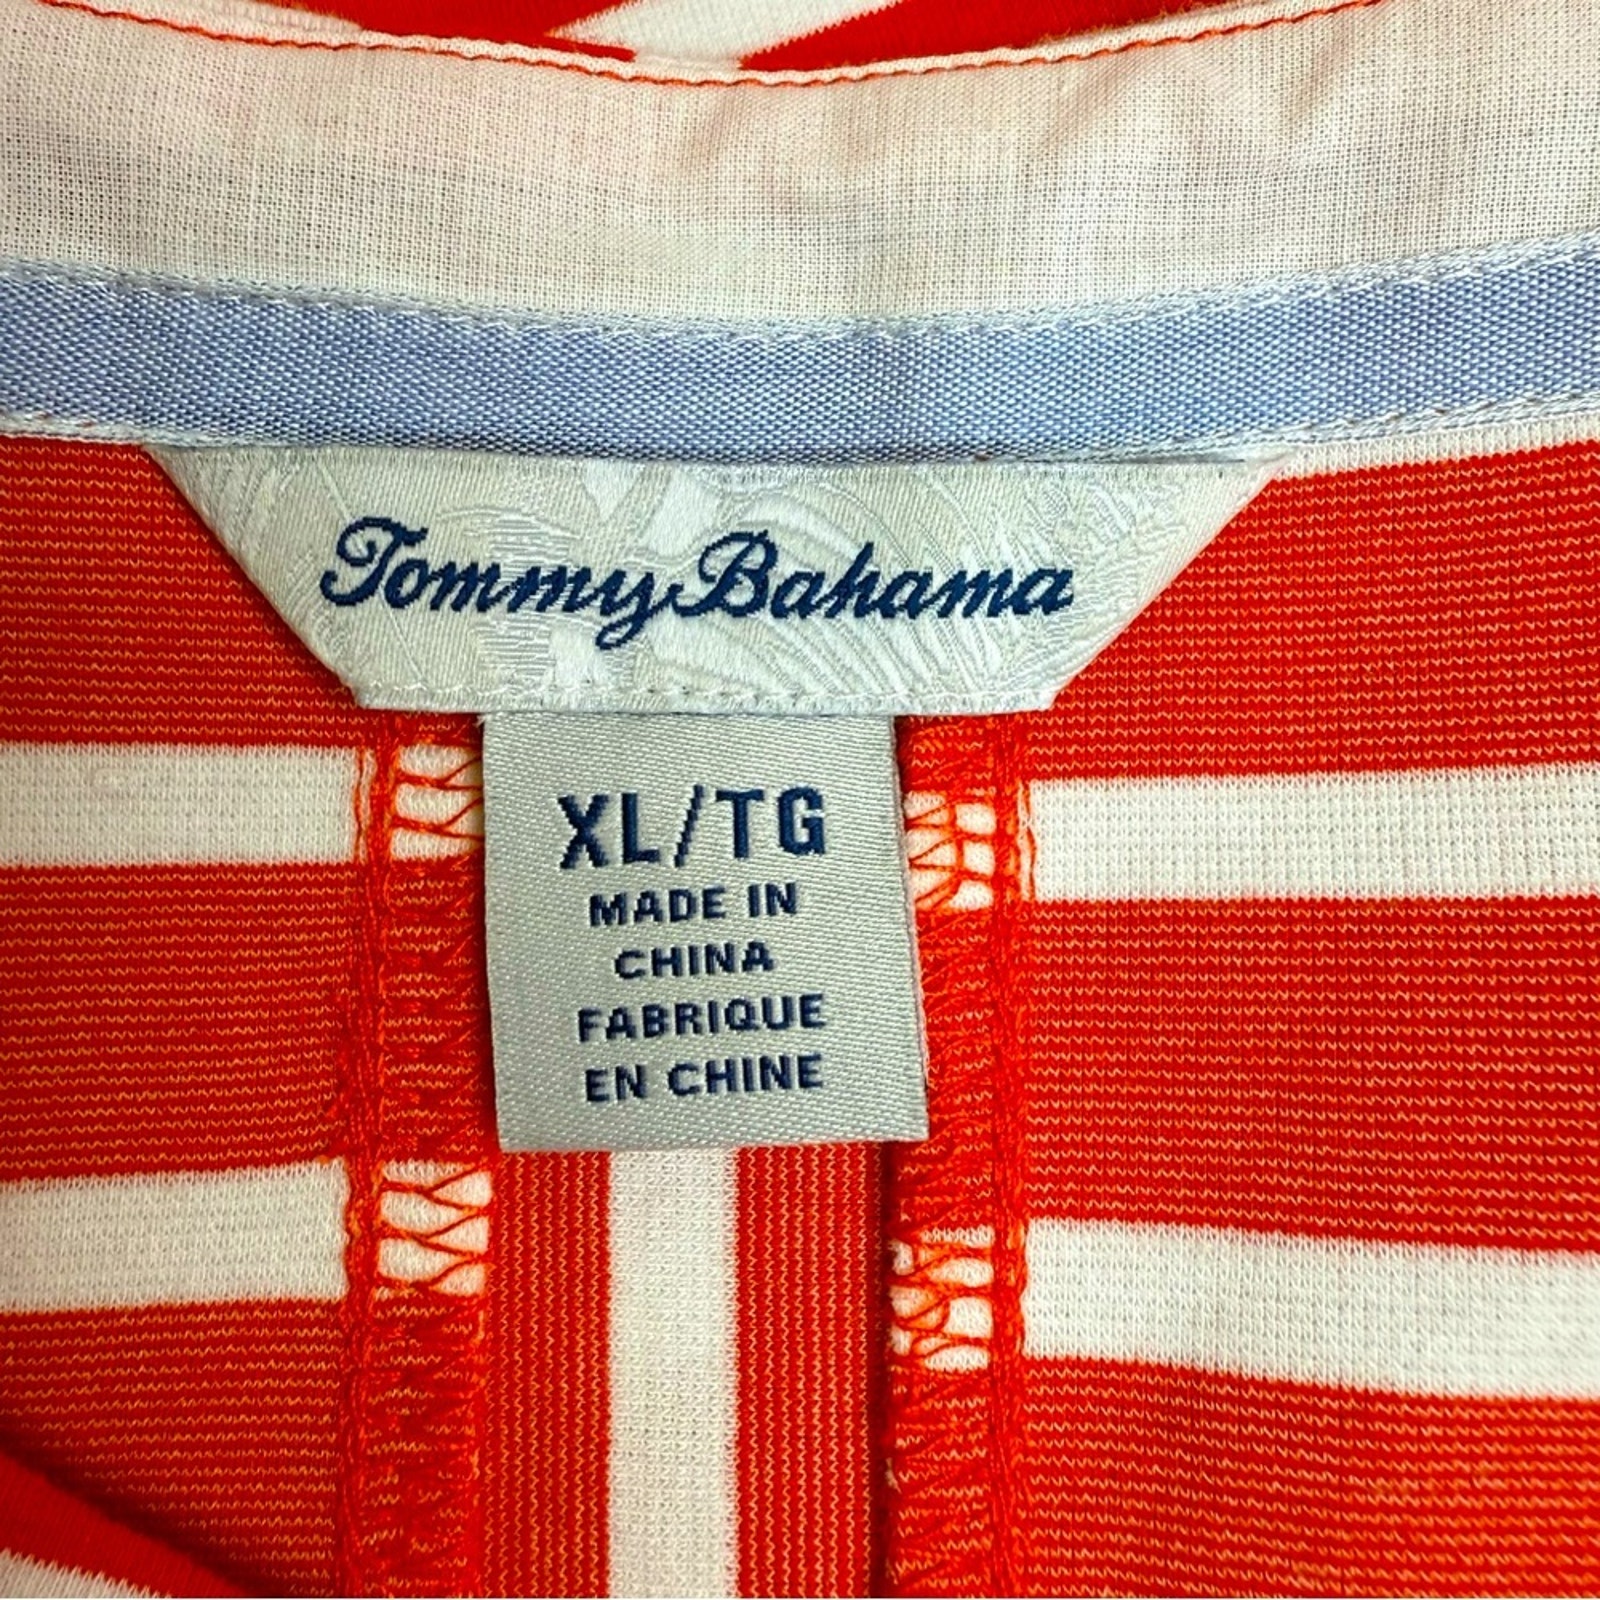 Tommy Bahama
XL/TG
MADE IN
CHINA
FABRIQUE
EN CHINE